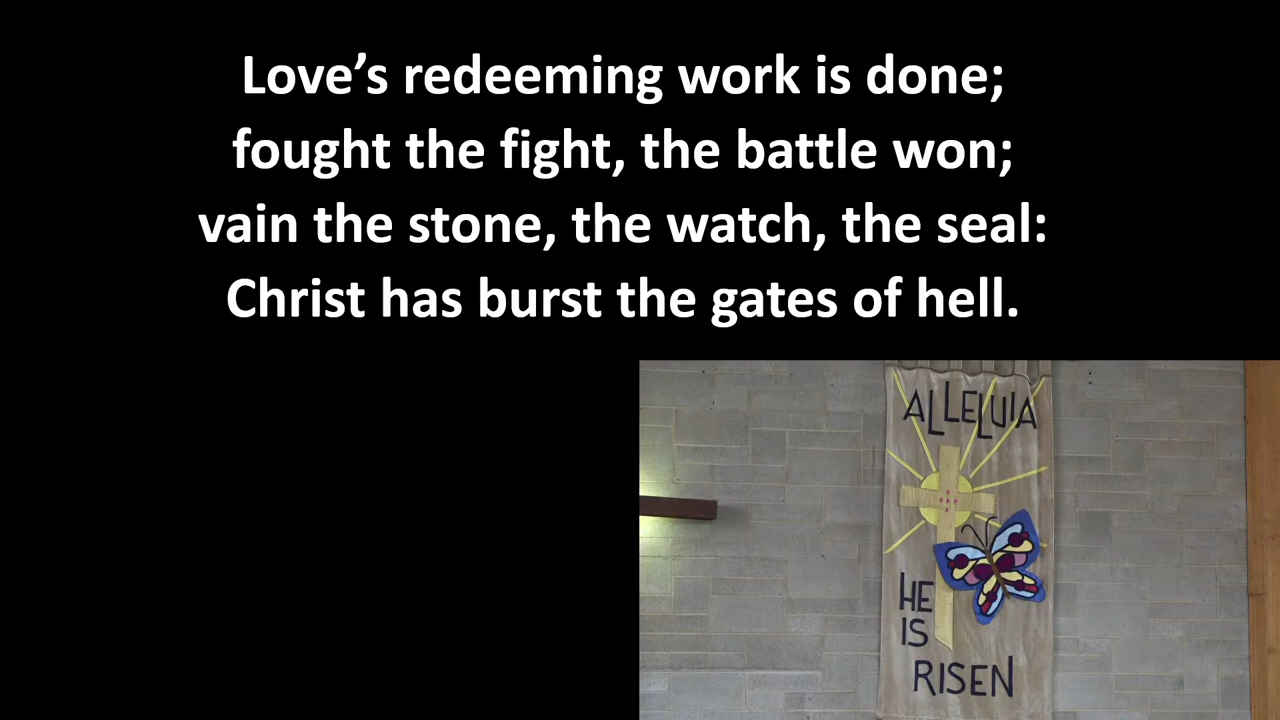 Love’s redeeming work is done;
fought the fight, the battle won;
vain the stone, the watch, the seal:
Christ has burst the gates of hell.
ALLELUIA
HE
IS
RISEN